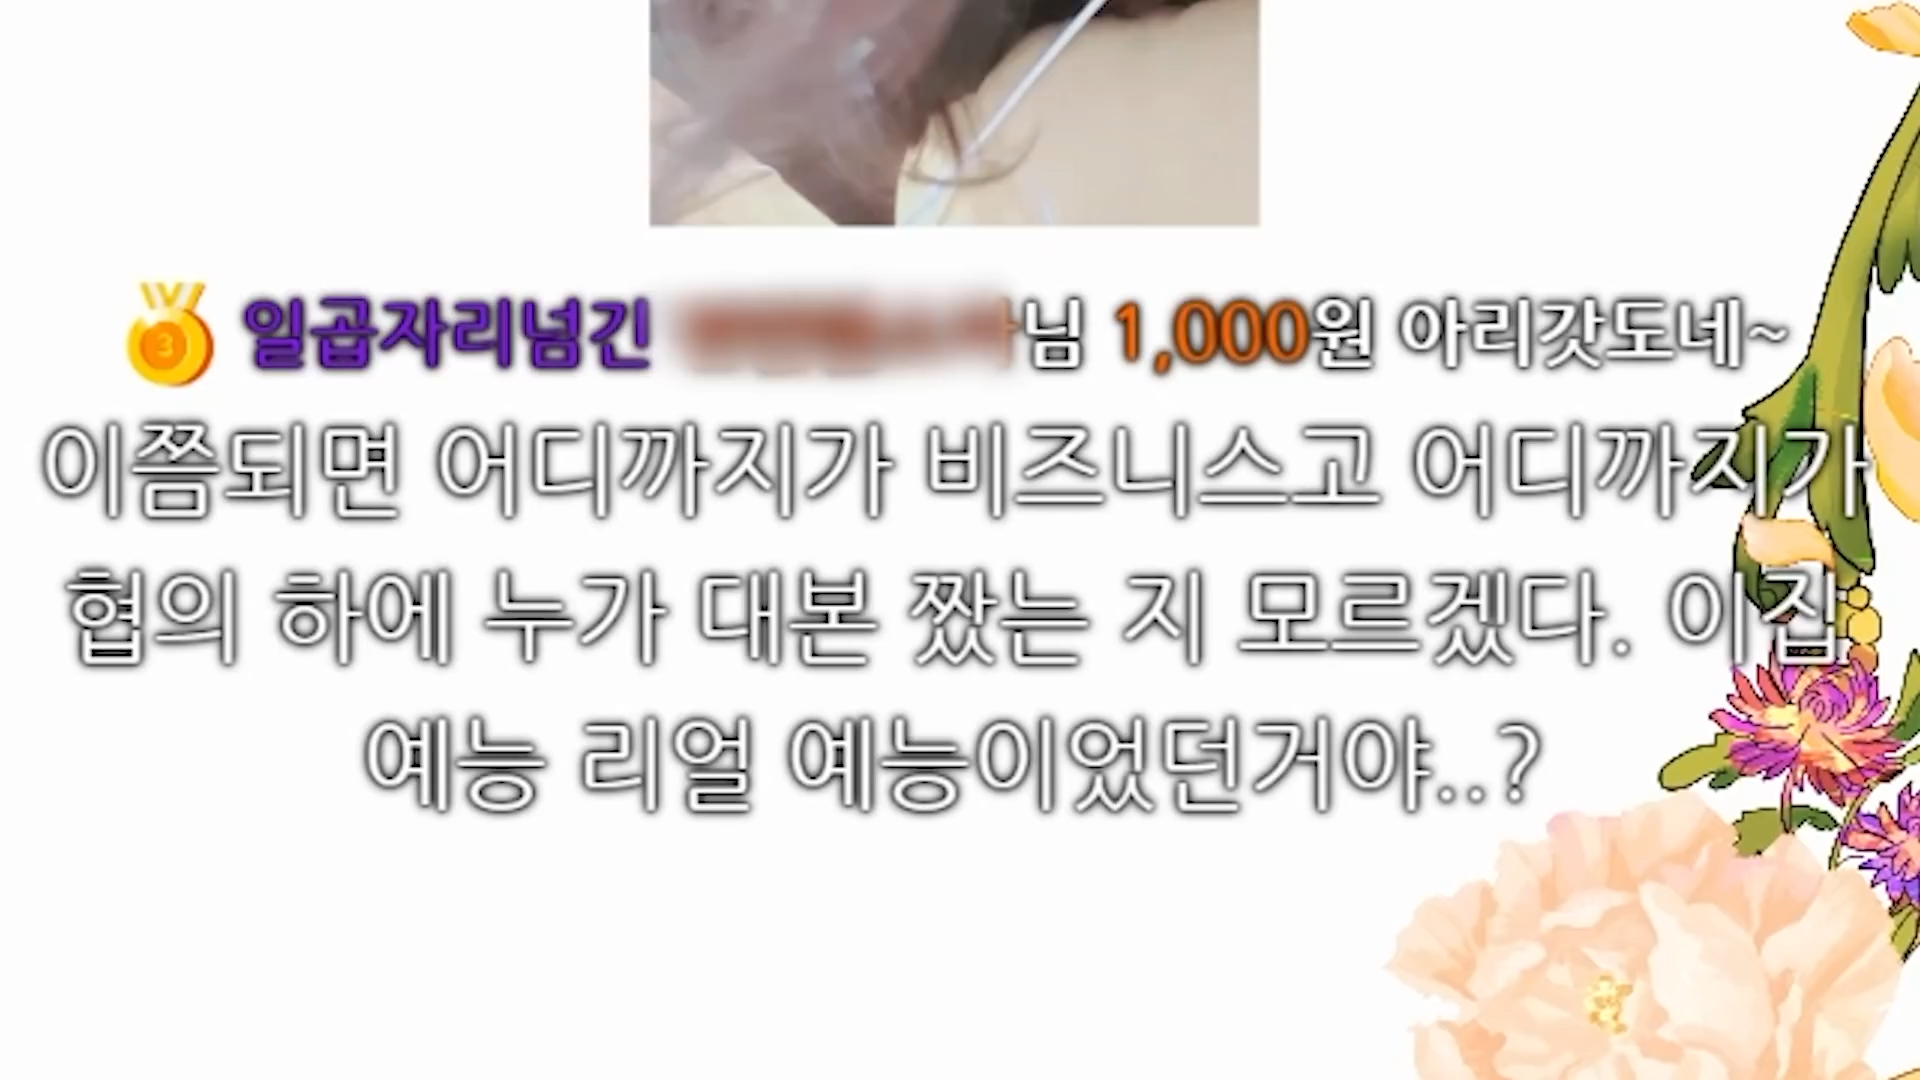 3 일곱자리넘긴 님 1,000원 아리갓도네~
이쯤되면 어디까지가 비즈니스고 어디까지가
협의 하에 누가 대본 짰는 지 모르겠다. 이집
예능 리얼 예능이었던거야..?